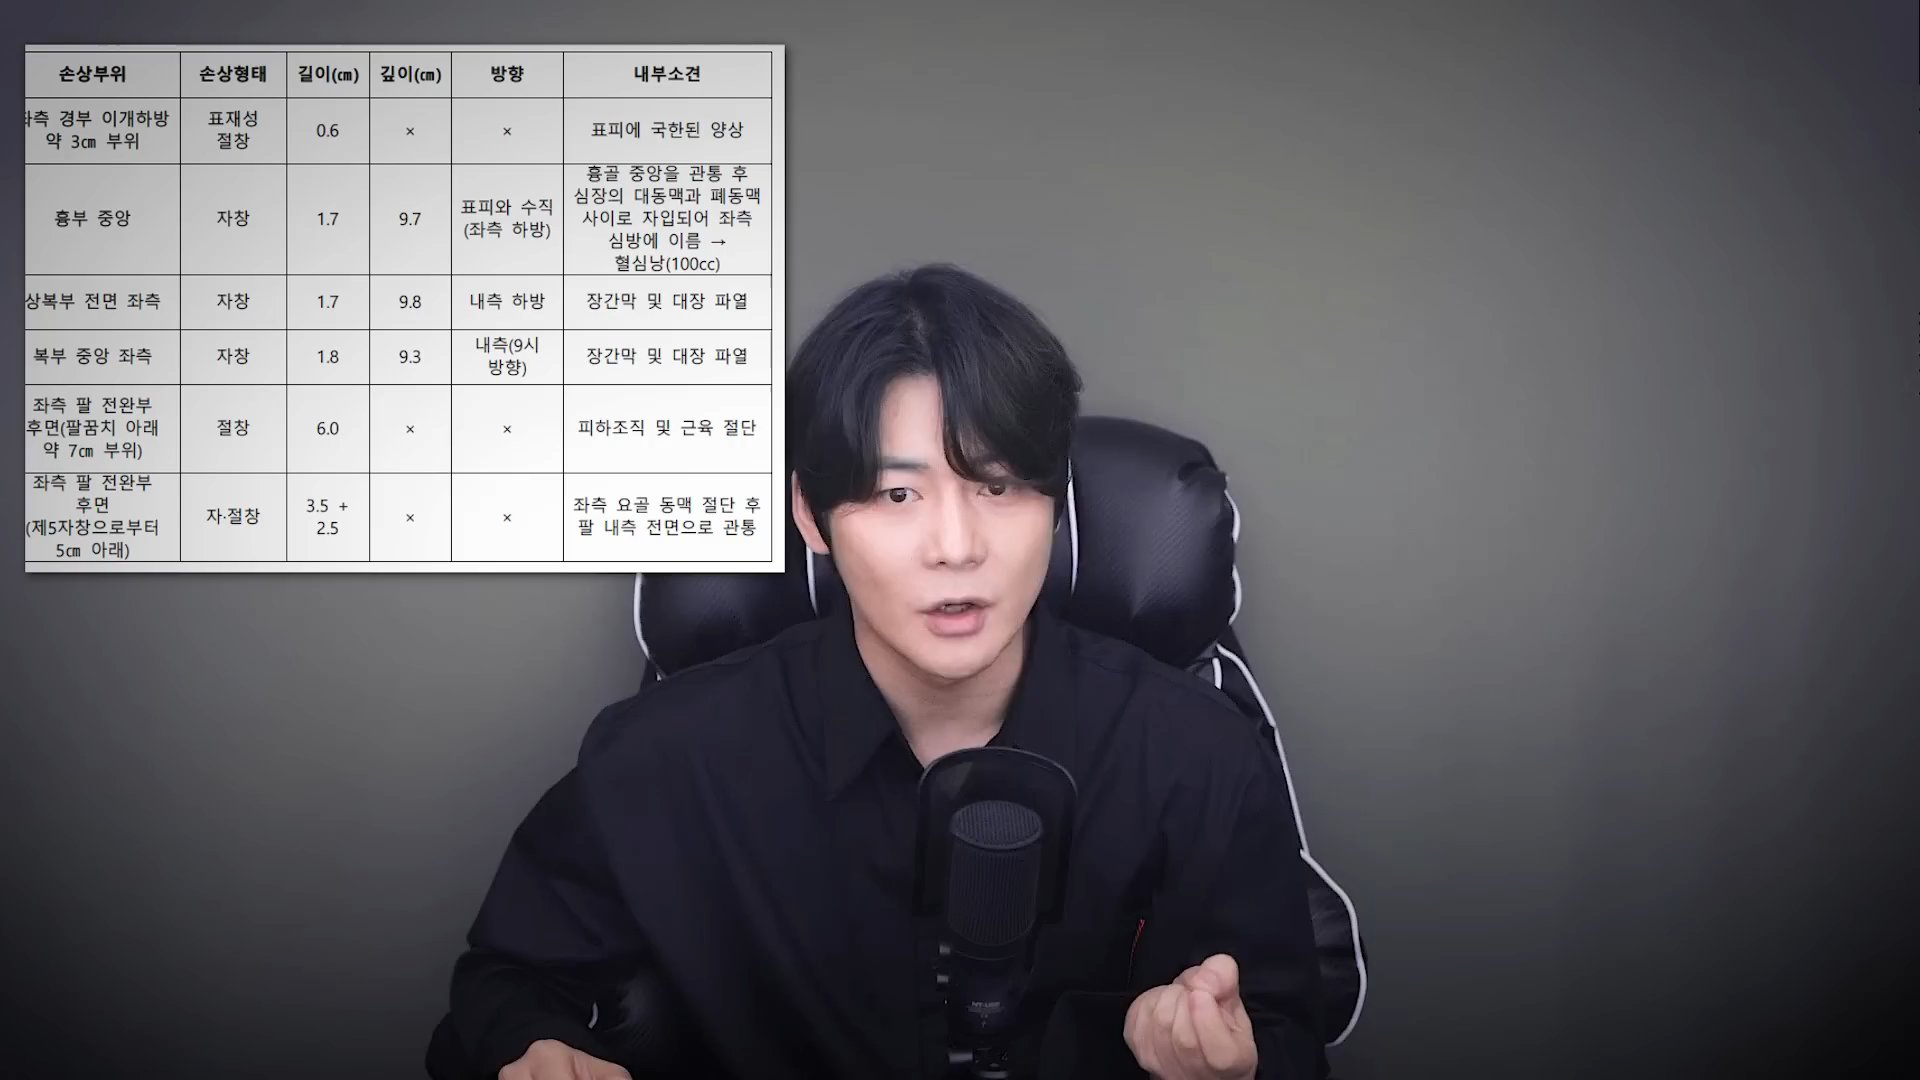 손상부위 손상형태 길이(㎝) 깊이(㎝) 방향 내부소견
경부 이개하방
약 3㎝ 부위
표재성
절창
0.6
×
×
표피에 국한된 양상
흉부 중앙
자창
1.7
9.7
표피와 수직
(좌측 하방)
흉골 중앙을 관통 후
심장의 대동맥과 폐동맥
사이로 자입되어 좌측
심방에 이름 →
혈심낭(100cc)
상복부 전면 좌측
자창
1.7
9.8
내측 하방
장간막 및 대장 파열
복부 중앙 좌측
자창
1.8
9.3
내측(9시
방향)
장간막 및 대장 파열
좌측 팔 전완부
후면(팔꿈치 아래
약 7㎝ 부위)
절창
6.0
×
×
피하조직 및 근육 절단
좌측 팔 전완부
후면
(제5자창으로부터
5㎝ 아래)
자·절창
3.5 +
2.5
×
×
좌측 요골 동맥 절단 후
팔 내측 전면으로 관통